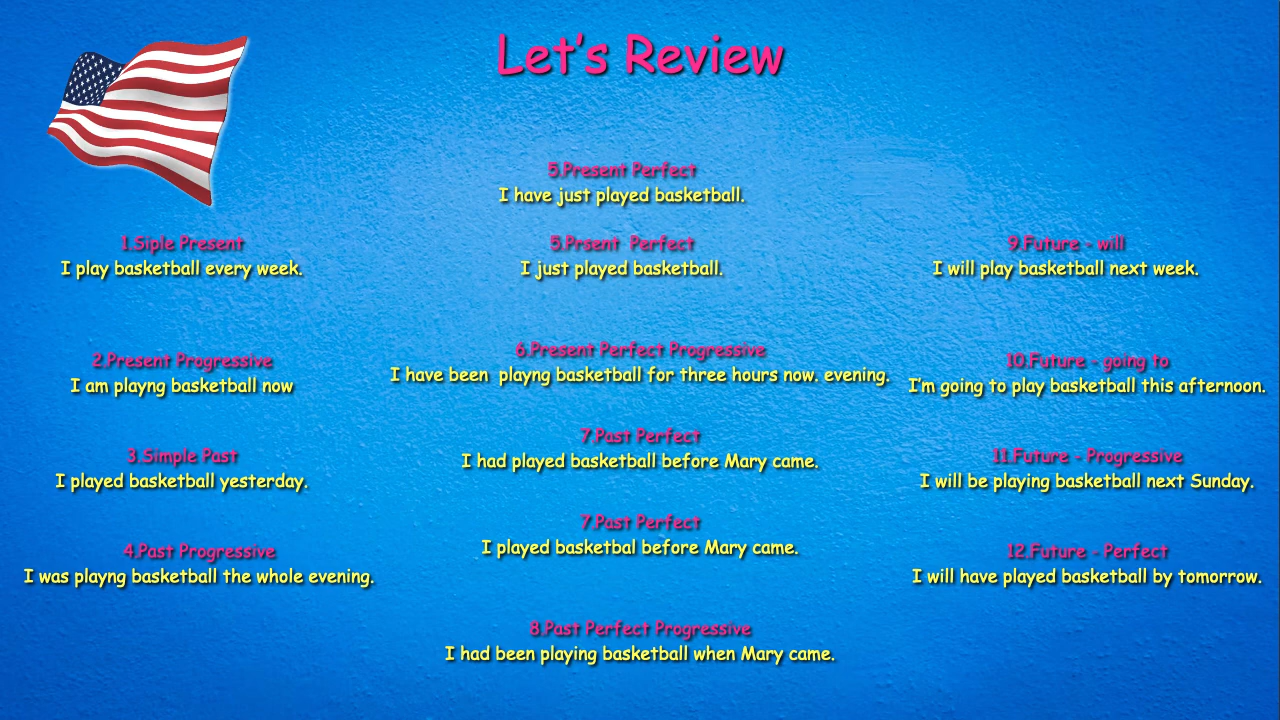 Let's Review
1.Siple Present
I play basketball every week.
2.Present Progressive
I am playng basketball now
3.Simple Past
I played basketball yesterday.
4.Past Progressive
I was playng basketball the whole evening.
5.Present Perfect
I have just played basketball.
5.Prsent  Perfect
I just played basketball.
6.Present Perfect Progressive
I have been  playng basketball for three hours now. evening.
7.Past Perfect
I had played basketball before Mary came.
7.Past Perfect
I played basketbal before Mary came.
8.Past Perfect Progressive
I had been playing basketball when Mary came.
9.Future - will
I will play basketball next week.
10.Future - going to
I'm going to play basketball this afternoon.
11.Future - Progressive
I will be playing basketball next Sunday.
12.Future - Perfect
I will have played basketball by tomorrow.